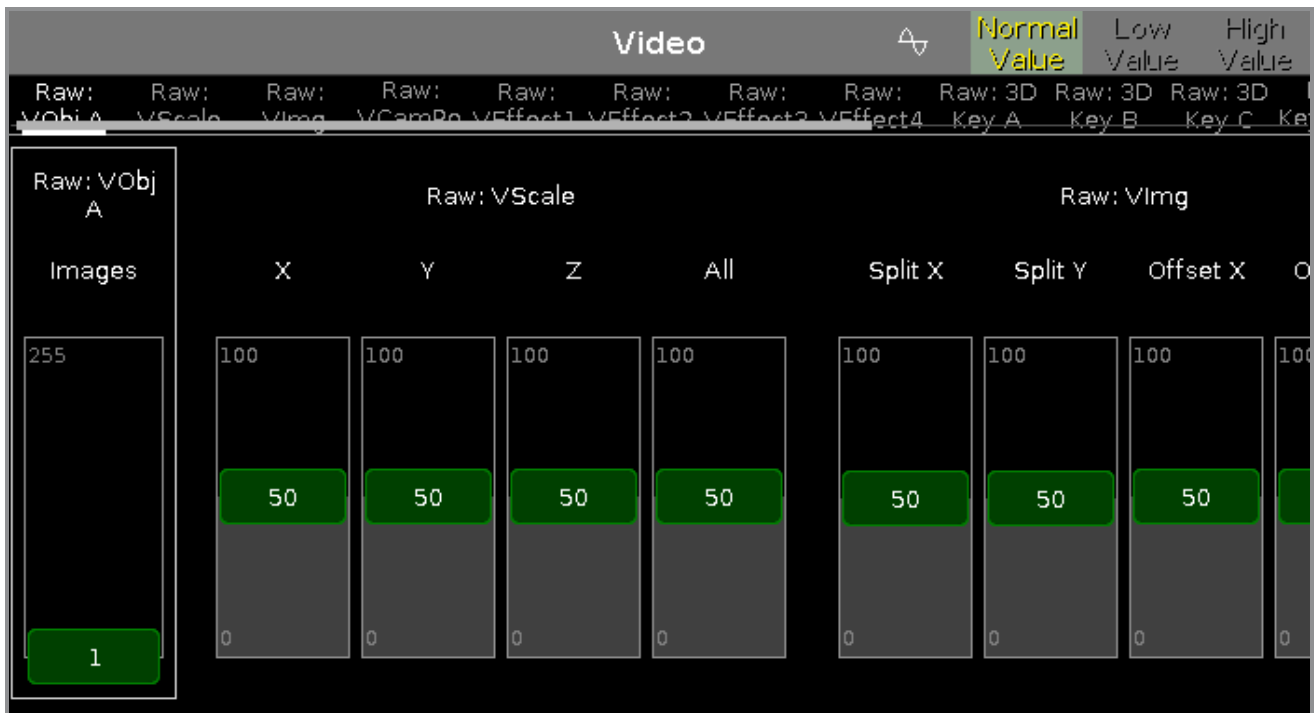 Video
Normal Low High
Value Value Value
Raw: Raw: Raw: Raw: Raw: Raw: Raw: Raw: Raw: 3D Raw: 3D Raw: 3D
VObj A VScale VImg VCamPo VEffect1 VEffect2 VEffect3 VEffect4 Key A Key B Key C
Raw: VObj Raw: VScale Raw: VImg
A
Images X Y Z All Split X Split Y Offset X
255 100 100 100 100 100 100 100
50 50 50 50 50 50 50
0 0 0 0 0 0 0 0
1